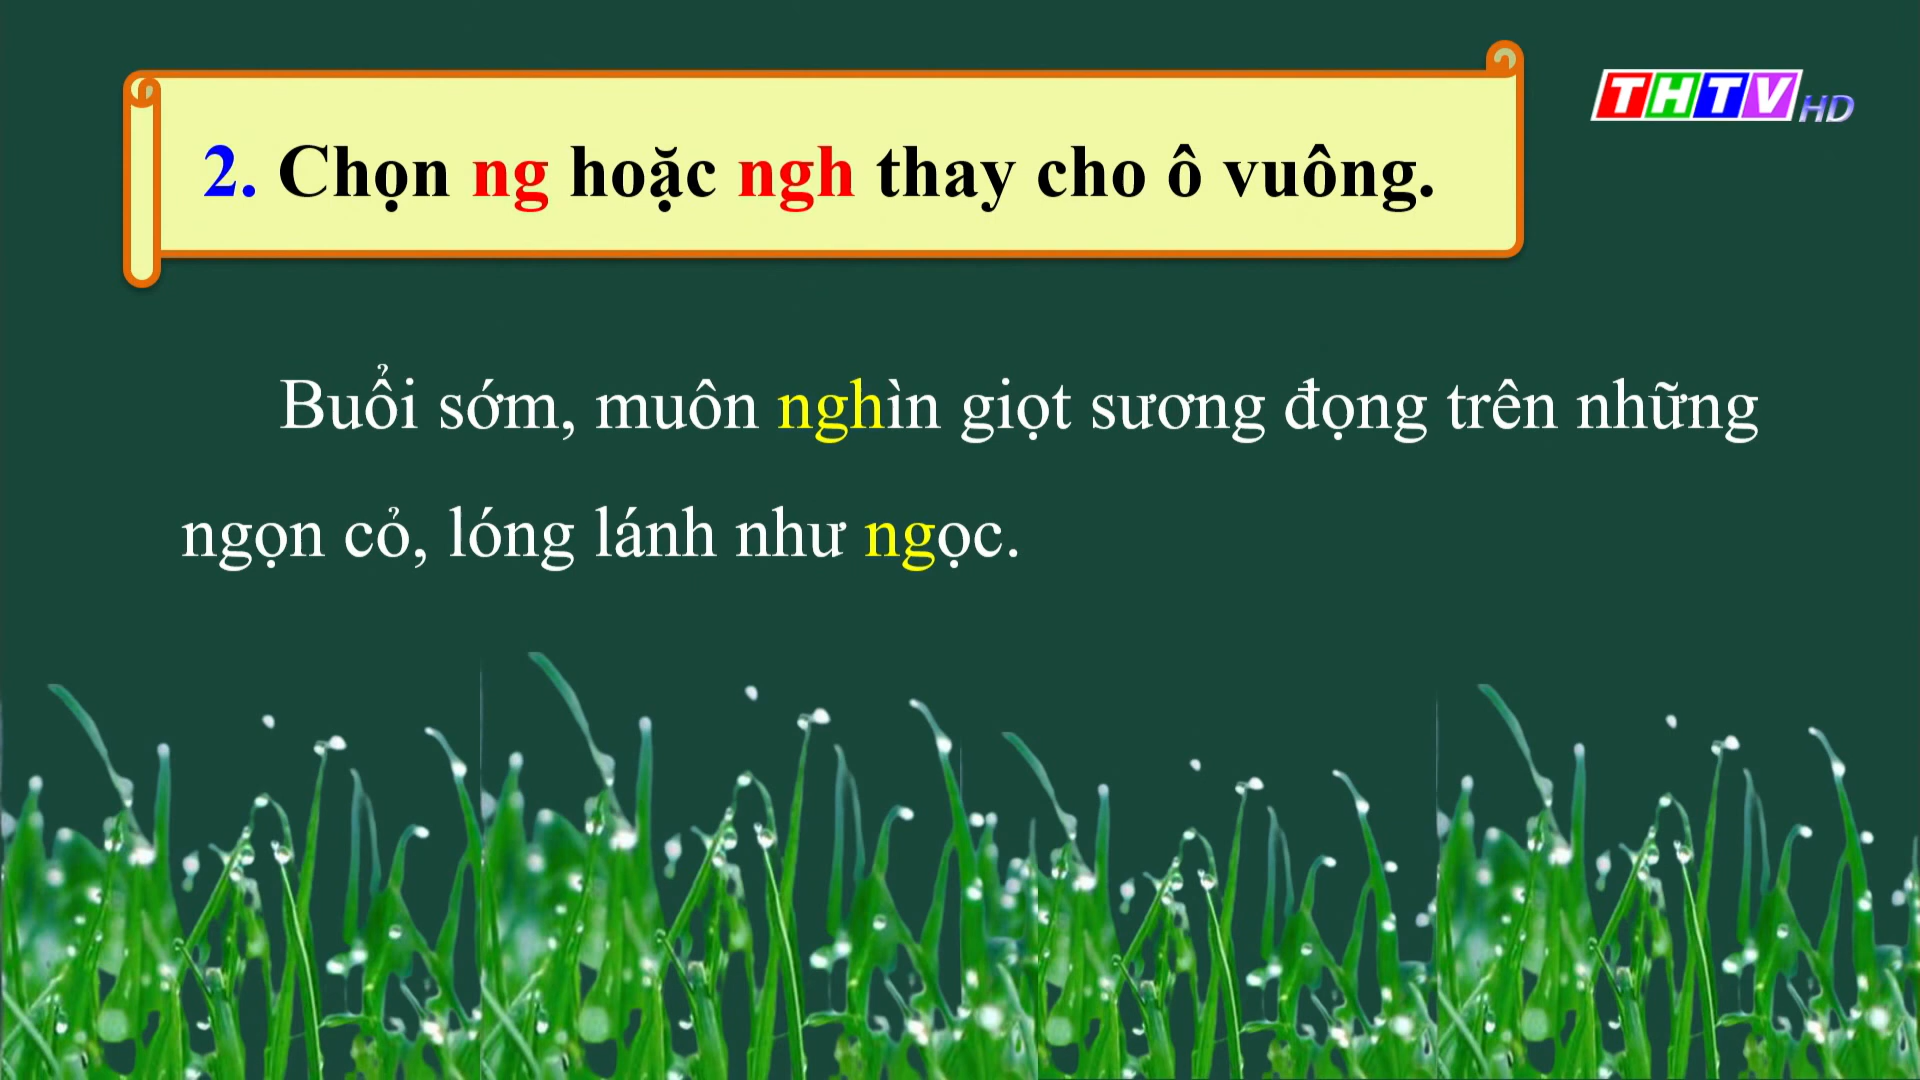 THTV HD
2. Chọn ng hoặc ngh thay cho ô vuông.
Buổi sớm, muôn nghìn giọt sương đọng trên những
ngọn cỏ, lóng lánh như ngọc.